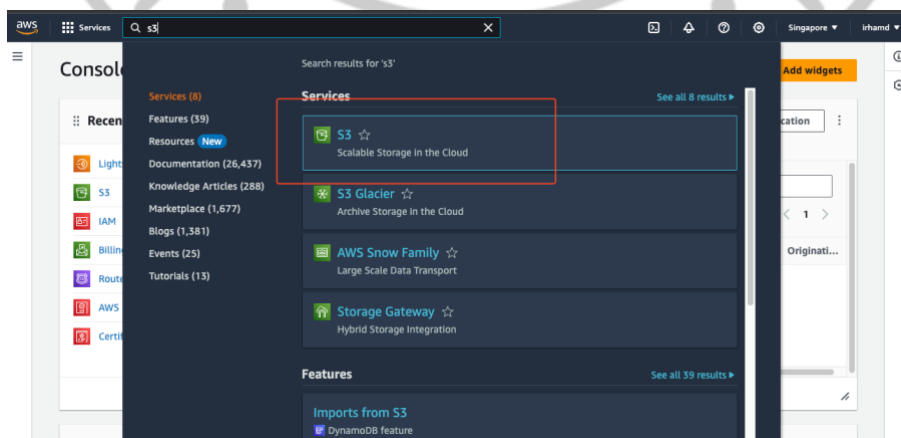 aws Services s3 Singapore irhamd
Consol
Add widgets
Recen
cation
Light
S3
IAM
Billin
Route
AWS
Certif
1
Originati...
Search results for 's3'
Services (8)
Features (39)
Resources New
Documentation (26,437)
Knowledge Articles (288)
Marketplace (1,677)
Blogs (1,381)
Events (25)
Tutorials (13)
Services
See all 8 results
S3
Scalable Storage in the Cloud
S3 Glacier
Archive Storage in the Cloud
AWS Snow Family
Large Scale Data Transport
Storage Gateway
Hybrid Storage Integration
Features
See all 39 results
Imports from S3
DynamoDB feature